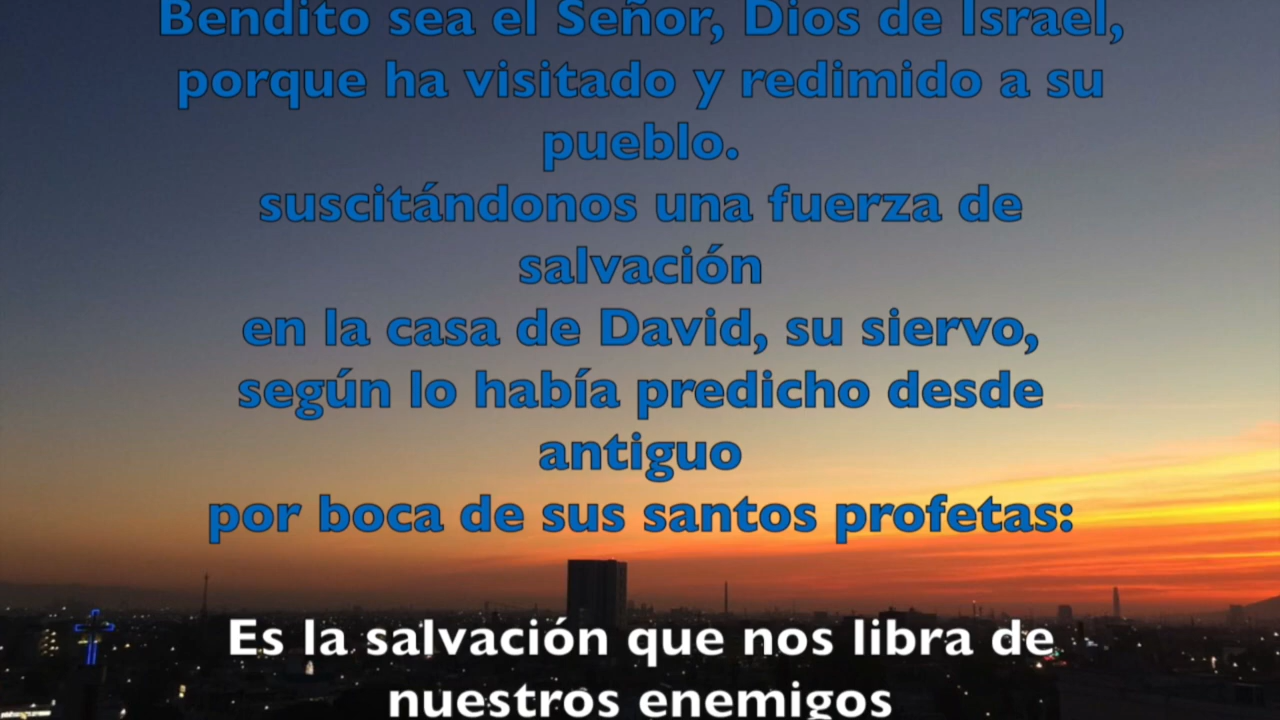 Bendito sea el Señor, Dios de Israel,
porque ha visitado y redimido a su
pueblo.
suscitándonos una fuerza de
salvación
en la casa de David, su siervo,
según lo había predicho desde
antiguo
por boca de sus santos profetas:
Es la salvación que nos libra de
nuestros enemigos